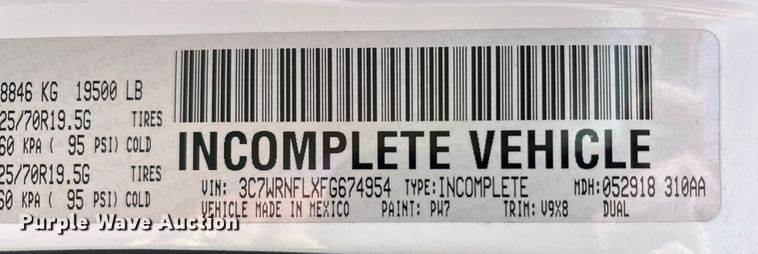 8846 KG 19500 LB
25/70R19.5G TIRES
60 KPA ( 95 PSI) COLD
25/70R19.5G TIRES
60 KPA ( 95 PSI) COLD
INCOMPLETE VEHICLE
VIN: 3C7WRNFLXFG674954 TYPE:INCOMPLETE MDH:052918 310AA
VEHICLE MADE IN MEXICO PAINT: PW7 TRIM: V9X8 DUAL
Purple Wave Auction